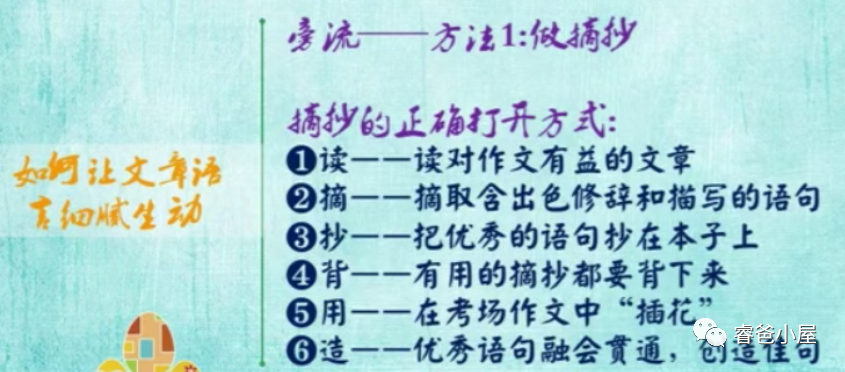 旁流——方法1:做摘抄
摘抄的正确打开方式:
如何让文章语
言细腻生动
❶读——读对作文有益的文章
❷摘——摘取含出色修辞和描写的语句
❸抄——把优秀的语句抄在本子上
❹背——有用的摘抄都要背下来
❺用——在考场作文中“插花”
❻造——优秀语句融会贯通，创造佳句
睿爸小屋